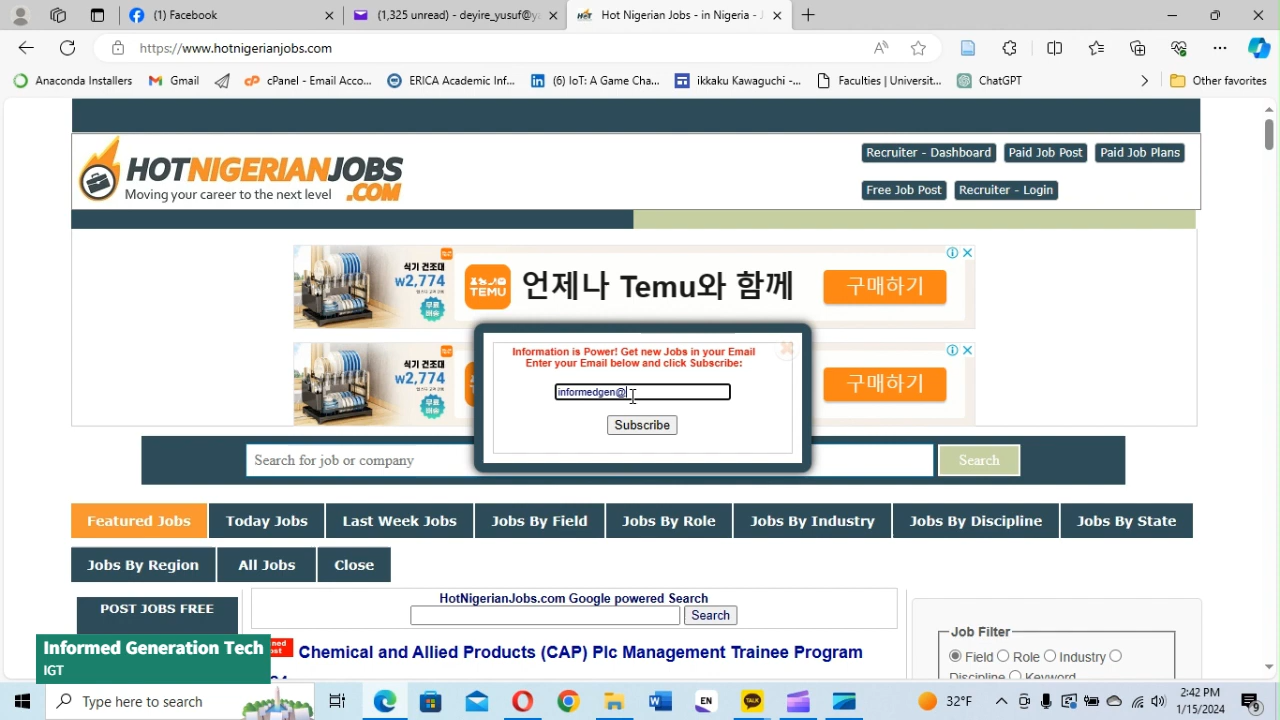 (1) Facebook
(1,325 unread) - deyire_yusuf@ya
Hot Nigerian Jobs - in Nigeria - J
https://www.hotnigerianjobs.com
Anaconda Installers
Gmail
cPanel - Email Acco...
ERICA Academic Inf...
(6) IoT: A Game Cha...
ikkaku Kawaguchi -...
Faculties | Universit...
ChatGPT
Other favorites
HOTNIGERIANJOBS
.COM
Moving your career to the next level
Recruiter - Dashboard
Paid Job Post
Paid Job Plans
Free Job Post
Recruiter - Login
식기 건조대
₩2,774
무료
배송
TEMU
언제나 Temu와 함께
구매하기
식기 건조대
₩2,774
무료
배송
구매하기
Information is Power! Get new Jobs in your Email
Enter your Email below and click Subscribe:
informedgen@
Subscribe
Search for job or company
Search
Featured Jobs
Today Jobs
Last Week Jobs
Jobs By Field
Jobs By Role
Jobs By Industry
Jobs By Discipline
Jobs By State
Jobs By Region
All Jobs
Close
POST JOBS FREE
HotNigerianJobs.com Google powered Search
Search
Job Filter
Field
Role
Industry
Discipline
Keyword
Chemical and Allied Products (CAP) Plc Management Trainee Program
Informed Generation Tech
IGT
Type here to search
EN
TALK
32°F
2:42 PM
1/15/2024
9